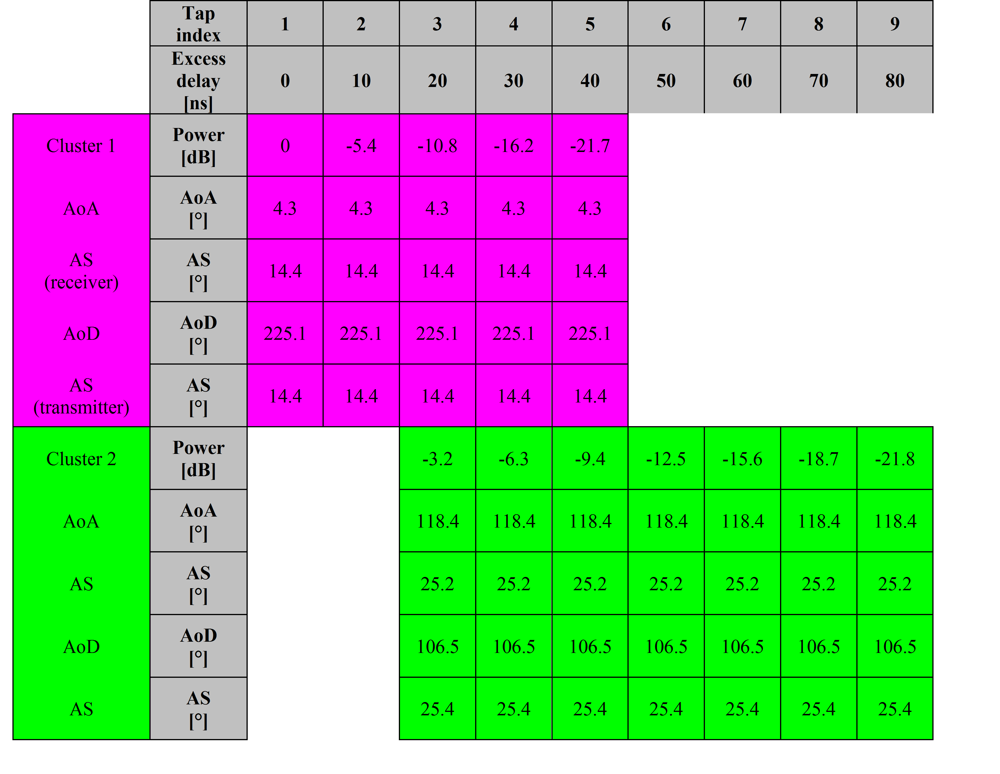 Tap
index
1 2 3 4 5 6 7 8 9
Excess
delay
[ns]
0 10 20 30 40 50 60 70 80
Cluster 1
Power
[dB]
0 -5.4 -10.8 -16.2 -21.7
AoA
AoA
[°]
4.3 4.3 4.3 4.3 4.3
AS
(receiver)
AS
[°]
14.4 14.4 14.4 14.4 14.4
AoD
AoD
[°]
225.1 225.1 225.1 225.1 225.1
AS
(transmitter)
AS
[°]
14.4 14.4 14.4 14.4 14.4
Cluster 2
Power
[dB]
-3.2 -6.3 -9.4 -12.5 -15.6 -18.7 -21.8
AoA
AoA
[°]
118.4 118.4 118.4 118.4 118.4 118.4 118.4
AS
AS
[°]
25.2 25.2 25.2 25.2 25.2 25.2 25.2
AoD
AoD
[°]
106.5 106.5 106.5 106.5 106.5 106.5 106.5
AS
AS
[°]
25.4 25.4 25.4 25.4 25.4 25.4 25.4